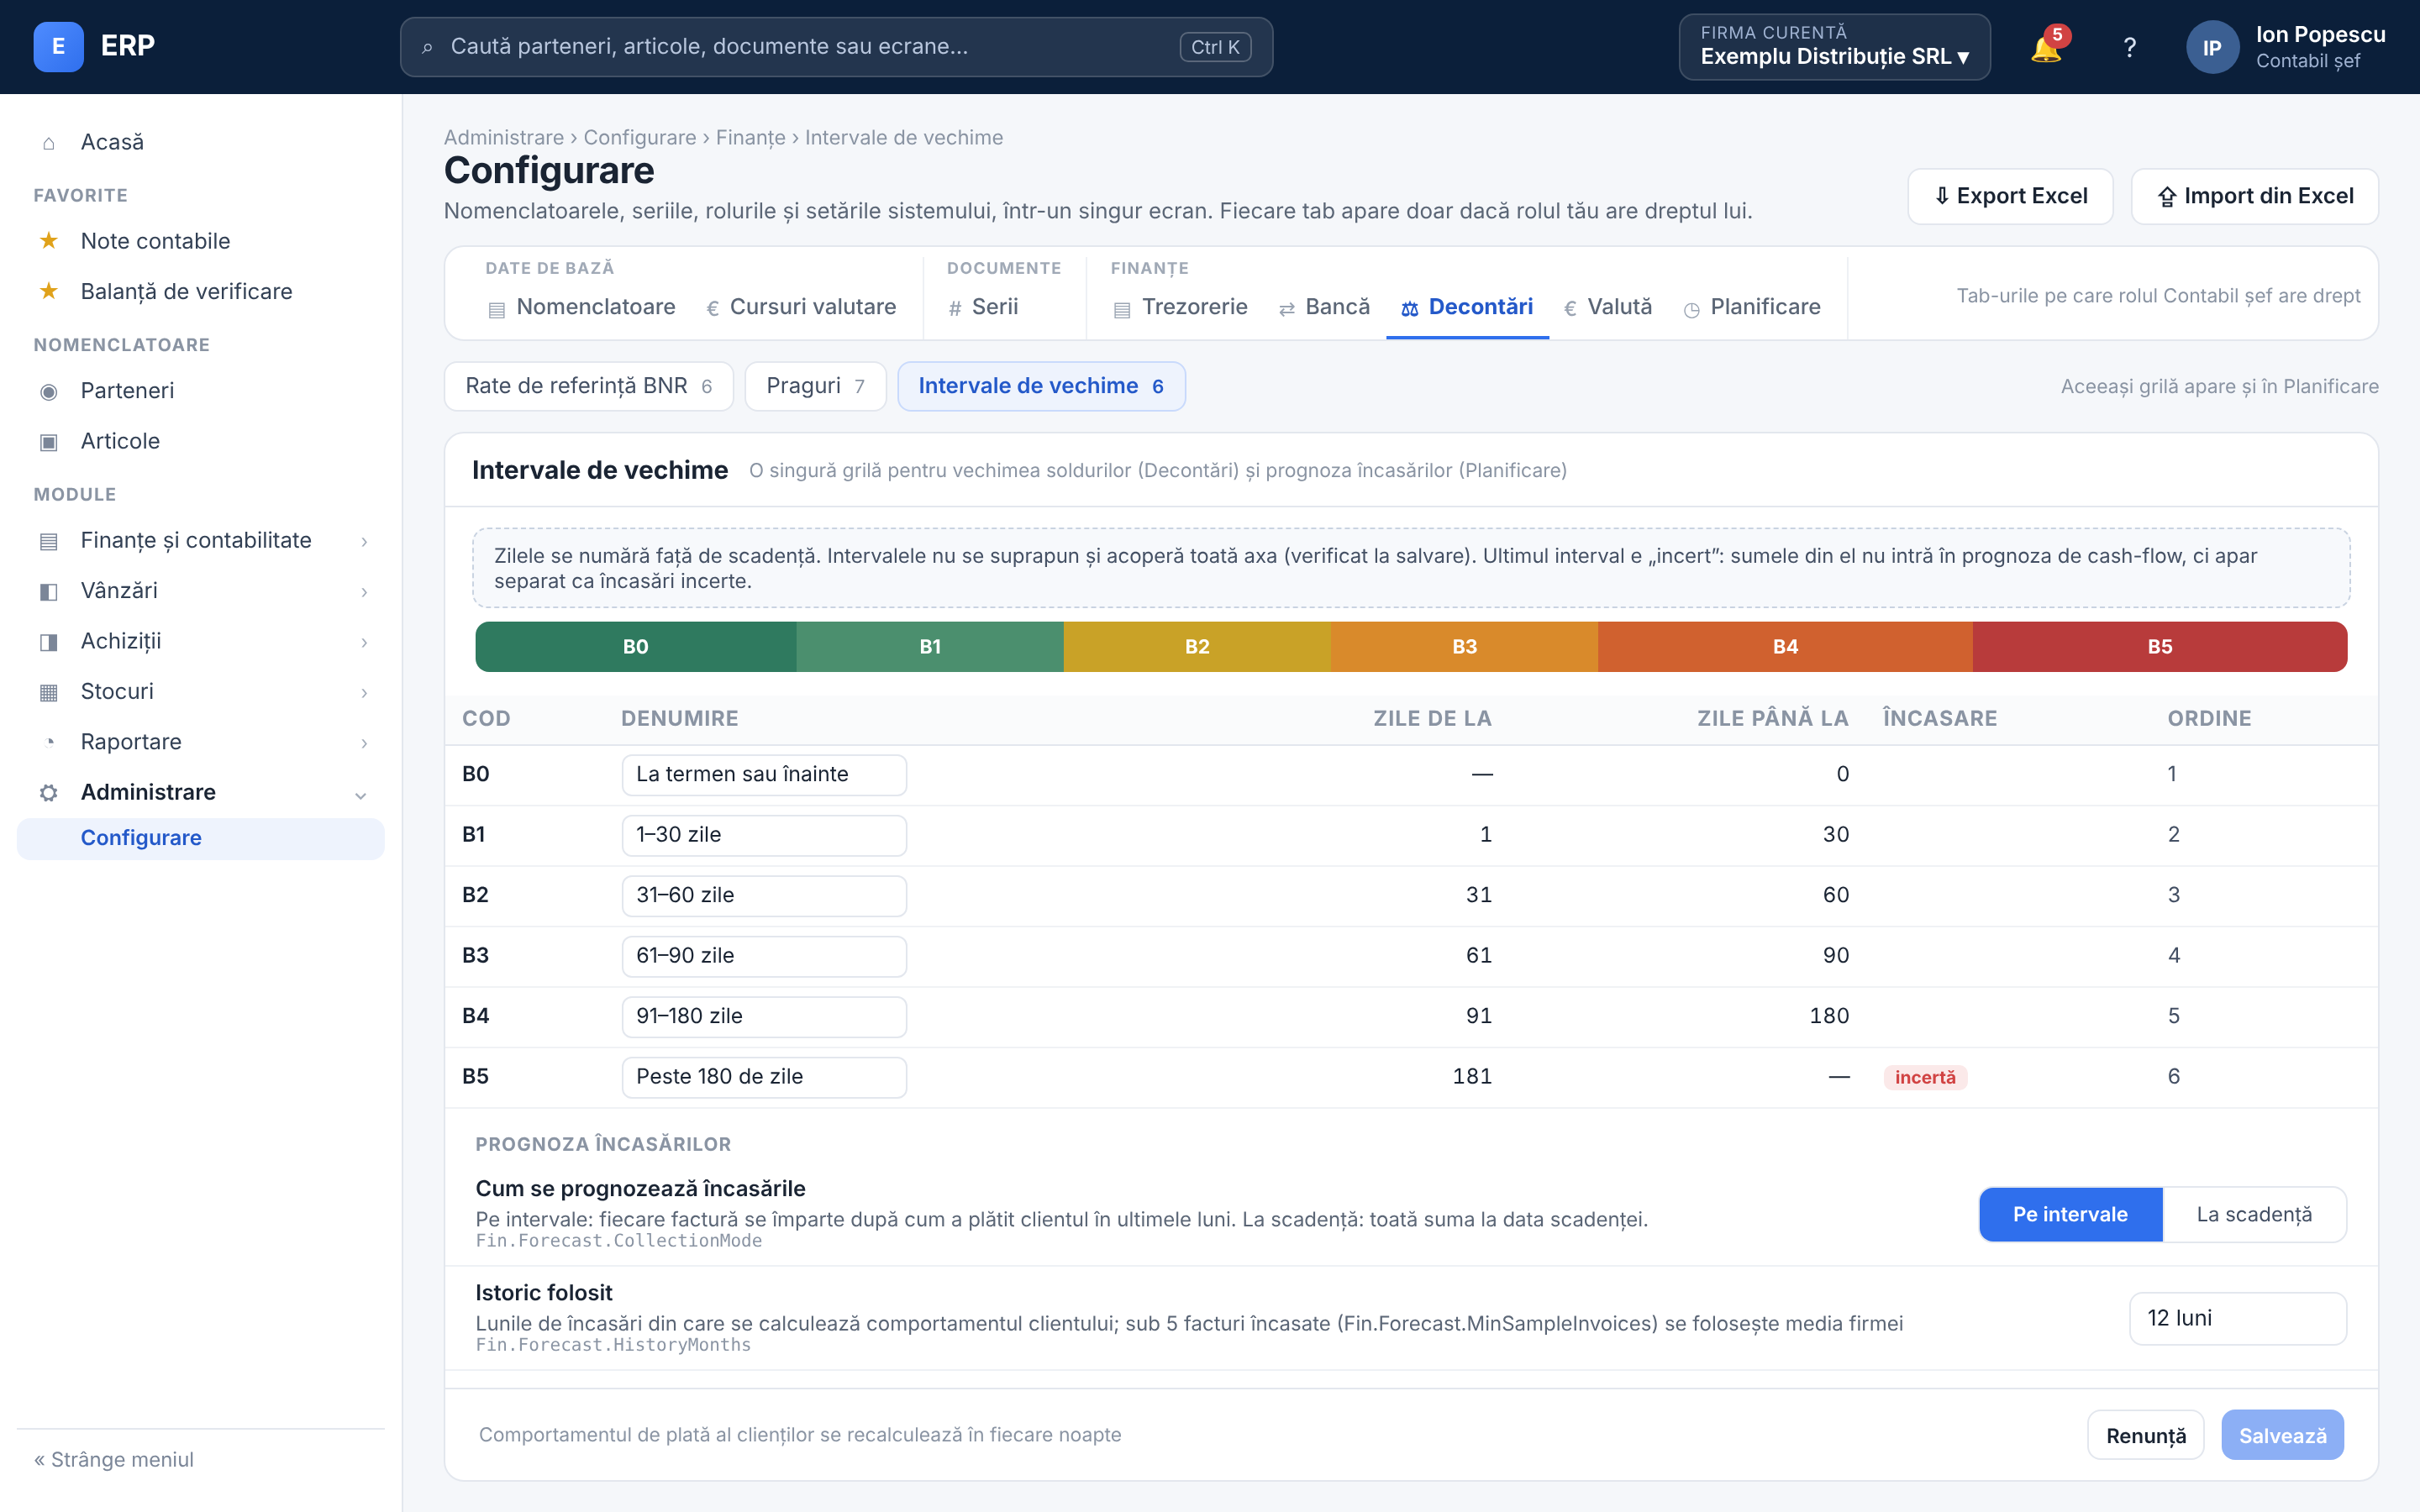 E ERP
Caută parteneri, articole, documente sau ecrane... Ctrl K
FIRMA CURENTĂ
Exemplu Distribuție SRL ▾
5
?
IP
Ion Popescu
Contabil șef
Acasă
FAVORITE
★ Note contabile
★ Balanță de verificare
NOMENCLATOARE
Parteneri
Articole
MODULE
Finanțe și contabilitate ›
Vânzări ›
Achiziții ›
Stocuri ›
Raportare ›
Administrare
Configurare
« Strânge meniul
Administrare › Configurare › Finanțe › Intervale de vechime
Configurare
Nomenclatoarele, seriile, rolurile și setările sistemului, într-un singur ecran. Fiecare tab apare doar dacă rolul tău are dreptul lui.
⇩ Export Excel
⇪ Import din Excel
DATE DE BAZĂ
Nomenclatoare
€ Cursuri valutare
DOCUMENTE
# Serii
FINANȚE
Trezorerie
⇄ Bancă
Decontări
€ Valută
Planificare
Tab-urile pe care rolul Contabil șef are drept
Rate de referință BNR 6
Praguri 7
Intervale de vechime 6
Aceeași grilă apare și în Planificare
Intervale de vechime O singură grilă pentru vechimea soldurilor (Decontări) și prognoza încasărilor (Planificare)
Zilele se numără față de scadență. Intervalele nu se suprapun și acoperă toată axa (verificat la salvare). Ultimul interval e „incert”: sumele din el nu intră în prognoza de cash-flow, ci apar
separat ca încasări incerte.
B0 B1 B2 B3 B4 B5
COD DENUMIRE ZILE DE LA ZILE PÂNĂ LA ÎNCASARE ORDINE
B0 La termen sau înainte — 0 1
B1 1–30 zile 1 30 2
B2 31–60 zile 31 60 3
B3 61–90 zile 61 90 4
B4 91–180 zile 91 180 5
B5 Peste 180 de zile 181 — incertă 6
PROGNOZA ÎNCASĂRILOR
Cum se prognozează încasările
Pe intervale: fiecare factură se împarte după cum a plătit clientul în ultimele luni. La scadență: toată suma la data scadenței.
Fin.Forecast.CollectionMode
Pe intervale La scadență
Istoric folosit
Lunile de încasări din care se calculează comportamentul clientului; sub 5 facturi încasate (Fin.Forecast.MinSampleInvoices) se folosește media firmei
Fin.Forecast.HistoryMonths
12 luni
Comportamentul de plată al clienților se recalculează în fiecare noapte
Renunță
Salvează